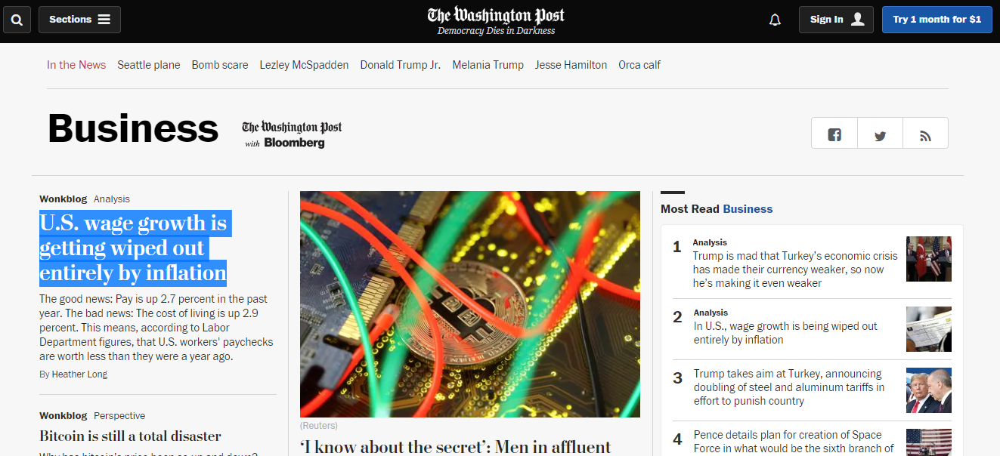 Sections
The Washington Post
Democracy Dies in Darkness
Sign In
Try 1 month for $1
In the News Seattle plane Bomb scare Lezley McSpadden Donald Trump Jr. Melania Trump Jesse Hamilton Orca calf
Business
The Washington Post
with Bloomberg
Wonkblog Analysis
U.S. wage growth is
getting wiped out
entirely by inflation
The good news: Pay is up 2.7 percent in the past
year. The bad news: The cost of living is up 2.9
percent. This means, according to Labor
Department figures, that U.S. workers' paychecks
are worth less than they were a year ago.
By Heather Long
Wonkblog Perspective
Bitcoin is still a total disaster
Why has bitcoin's price been so up and down?
(Reuters)
‘I know about the secret’: Men in affluent
Most Read Business
1
Analysis
Trump is mad that Turkey’s economic crisis
has made their currency weaker, so now
he’s making it even weaker
2
Analysis
In U.S., wage growth is being wiped out
entirely by inflation
3
Trump takes aim at Turkey, announcing
doubling of steel and aluminum tariffs in
effort to punish country
4
Pence details plan for creation of Space
Force in what would be the sixth branch of